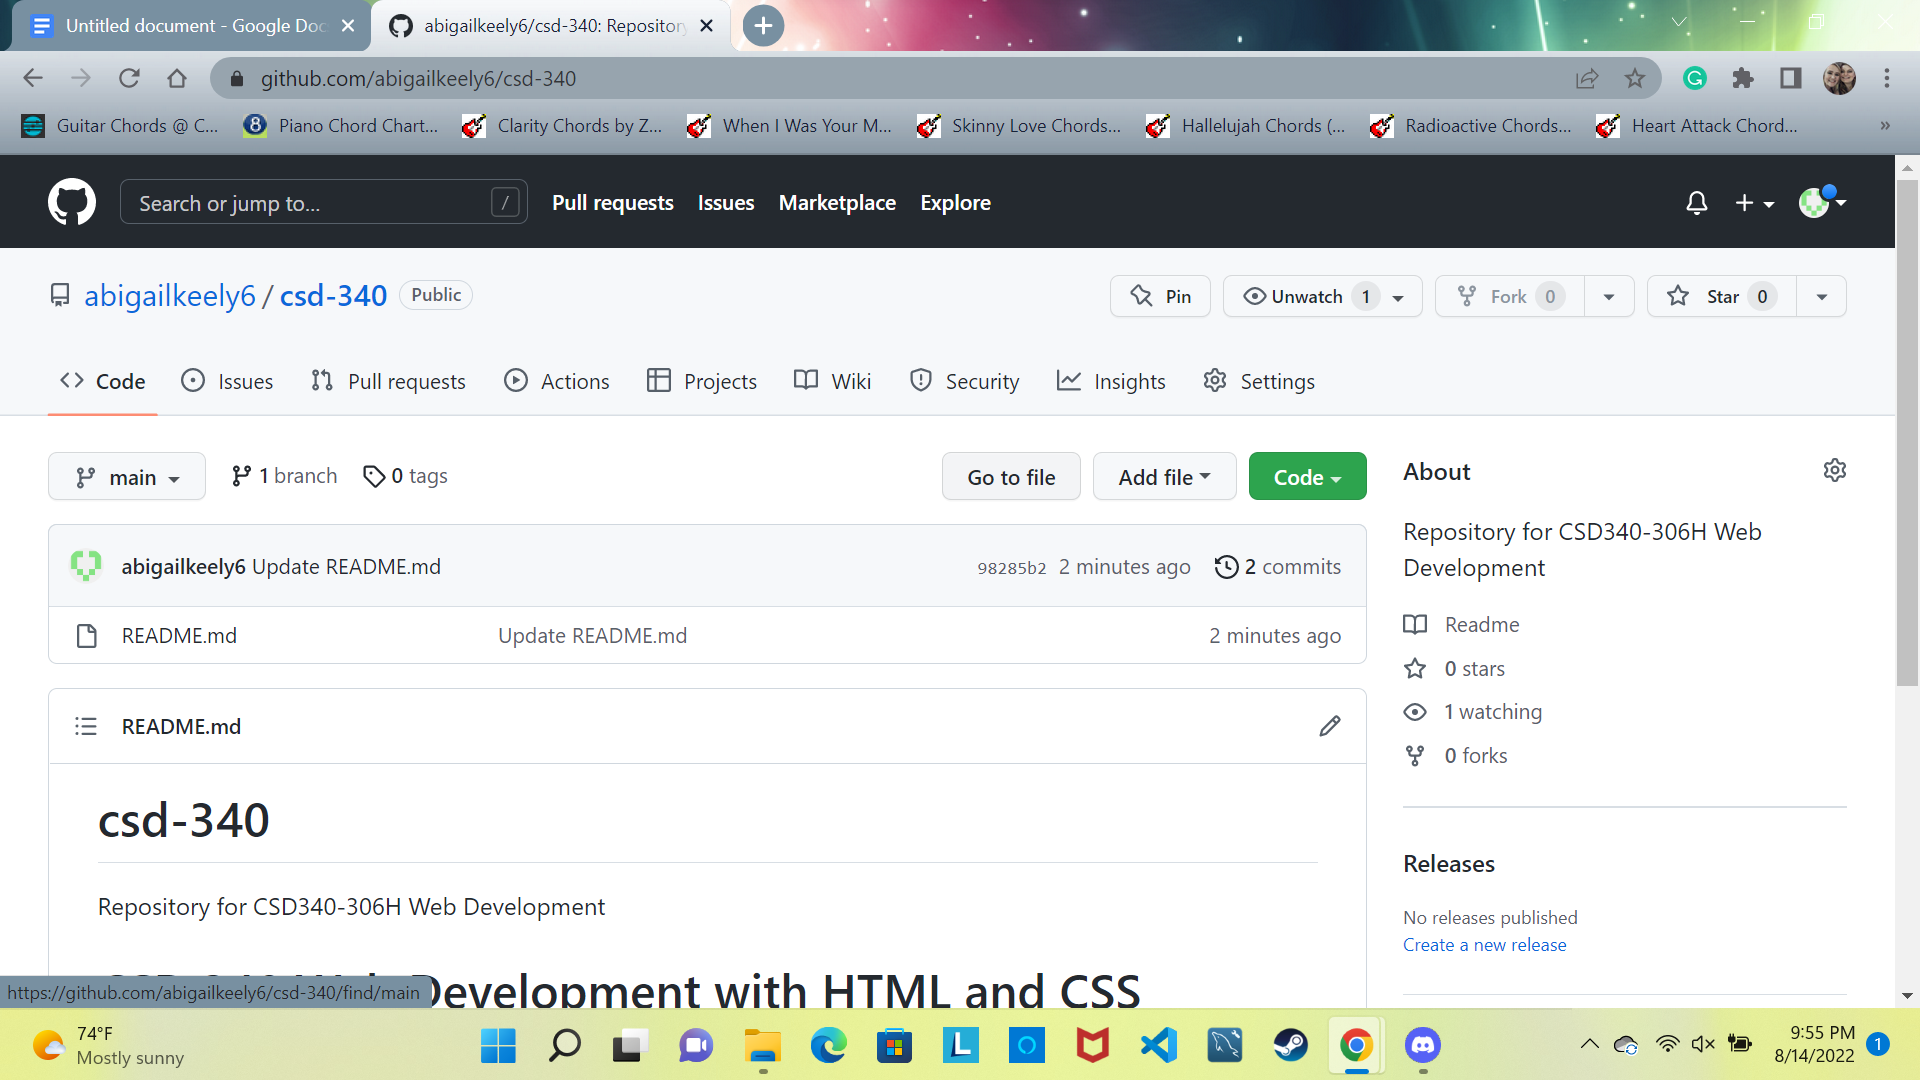 Untitled document - Google Doc
abigailkeely6/csd-340: Repository
github.com/abigailkeely6/csd-340
Guitar Chords @ C...
Piano Chord Chart...
Clarity Chords by Z...
When I Was Your M...
Skinny Love Chords...
Hallelujah Chords (...
Radioactive Chords...
Heart Attack Chord...
»
Search or jump to... /
Pull requests
Issues
Marketplace
Explore
abigailkeely6 / csd-340 Public
Pin
Unwatch 1
Fork 0
Star 0
Code
Issues
Pull requests
Actions
Projects
Wiki
Security
Insights
Settings
main
1 branch
0 tags
Go to file
Add file
Code
abigailkeely6 Update README.md
98285b2 2 minutes ago
2 commits
README.md
Update README.md
2 minutes ago
README.md
csd-340
Repository for CSD340-306H Web Development
Development with HTML and CSS
About
Repository for CSD340-306H Web
Development
Readme
0 stars
1 watching
0 forks
Releases
No releases published
Create a new release
https://github.com/abigailkeely6/csd-340/find/main
74°F
Mostly sunny
L
9:55 PM
8/14/2022
1